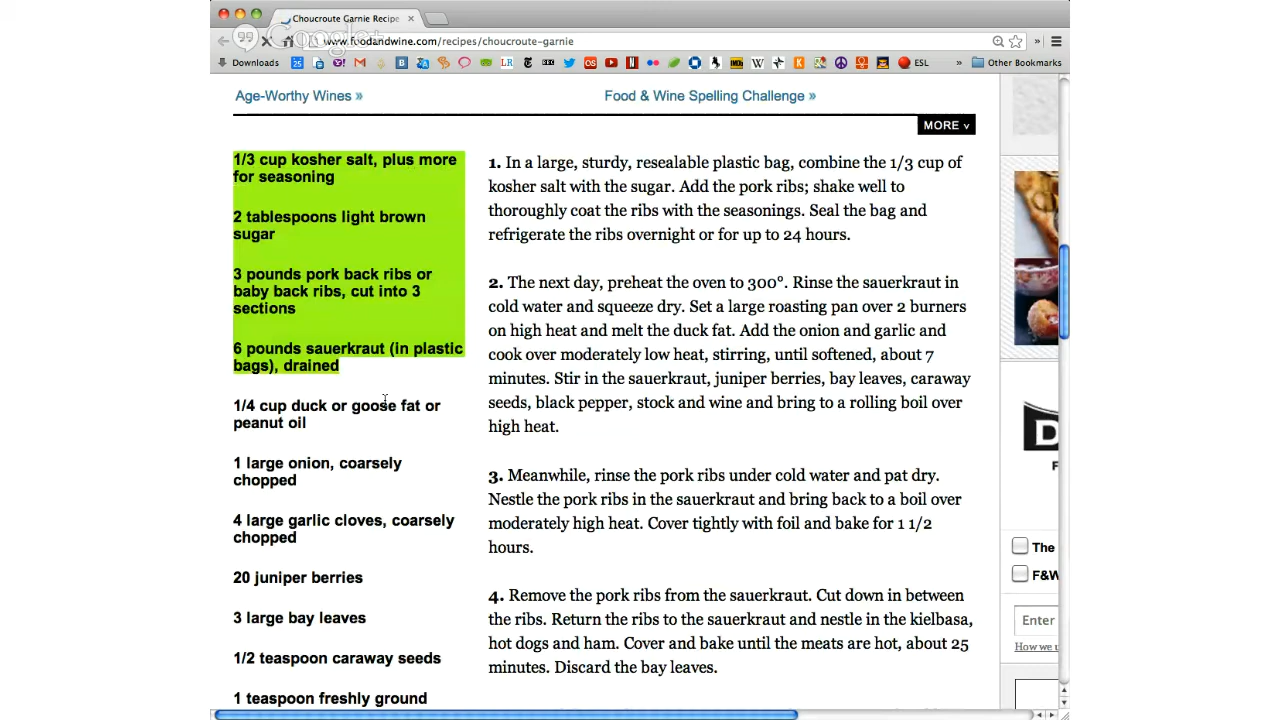 Choucroute Garnie Recipe
Google+
www.foodandwine.com/recipes/choucroute-garnie
Downloads
ESL
Other Bookmarks
Age-Worthy Wines »
Food & Wine Spelling Challenge »
MORE v
1/3 cup kosher salt, plus more
for seasoning
2 tablespoons light brown
sugar
3 pounds pork back ribs or
baby back ribs, cut into 3
sections
6 pounds sauerkraut (in plastic
bags), drained
1/4 cup duck or goose fat or
peanut oil
1 large onion, coarsely
chopped
4 large garlic cloves, coarsely
chopped
20 juniper berries
3 large bay leaves
1/2 teaspoon caraway seeds
1 teaspoon freshly ground
1. In a large, sturdy, resealable plastic bag, combine the 1/3 cup of
kosher salt with the sugar. Add the pork ribs; shake well to
thoroughly coat the ribs with the seasonings. Seal the bag and
refrigerate the ribs overnight or for up to 24 hours.
2. The next day, preheat the oven to 300°. Rinse the sauerkraut in
cold water and squeeze dry. Set a large roasting pan over 2 burners
on high heat and melt the duck fat. Add the onion and garlic and
cook over moderately low heat, stirring, until softened, about 7
minutes. Stir in the sauerkraut, juniper berries, bay leaves, caraway
seeds, black pepper, stock and wine and bring to a rolling boil over
high heat.
3. Meanwhile, rinse the pork ribs under cold water and pat dry.
Nestle the pork ribs in the sauerkraut and bring back to a boil over
moderately high heat. Cover tightly with foil and bake for 1 1/2
hours.
4. Remove the pork ribs from the sauerkraut. Cut down in between
the ribs. Return the ribs to the sauerkraut and nestle in the kielbasa,
hot dogs and ham. Cover and bake until the meats are hot, about 25
minutes. Discard the bay leaves.
D
The
F&W
Enter
How we u